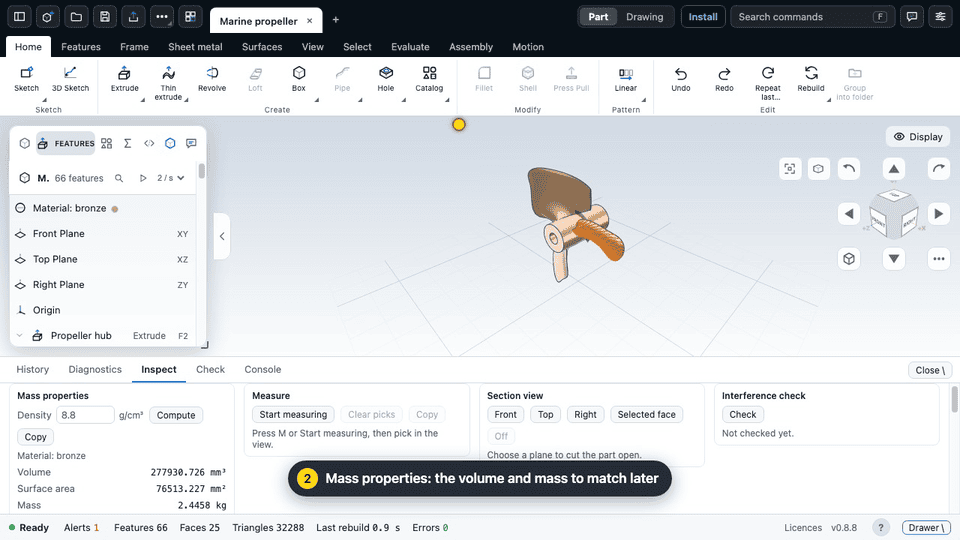 Marine propeller
Part
Drawing
Install
Search commands
F
Home
Features
Frame
Sheet metal
Surfaces
View
Select
Evaluate
Assembly
Motion
Sketch
3D Sketch
Extrude
Thin extrude
Revolve
Loft
Box
Pipe
Hole
Catalog
Fillet
Shell
Press Pull
Linear
Undo
Redo
Repeat last...
Rebuild
Group into folder
Sketch
Create
Modify
Pattern
Edit
FEATURES
M. 66 features
2 / s
Material: bronze
Front Plane XY
Top Plane XZ
Right Plane ZY
Origin
Propeller hub Extrude F2
Display
FRONT
RIGHT
History
Diagnostics
Inspect
Check
Console
Close \
Mass properties
Density 8.8 g/cm³ Compute
Copy
Material: bronze
Volume 277930.726 mm³
Surface area 76513.227 mm²
Mass 2.4458 kg
Measure
Start measuring
Clear picks
Copy
Press M or Start measuring, then pick in the
view.
Section view
Front
Top
Right
Selected face
Off
Choose a plane to cut the part open.
Interference check
Check
Not checked yet.
2 Mass properties: the volume and mass to match later
Ready
Alerts 1
Features 66
Faces 25
Triangles 32288
Last rebuild 0.9 s
Errors 0
Licences
v0.8.8
?
Drawer \